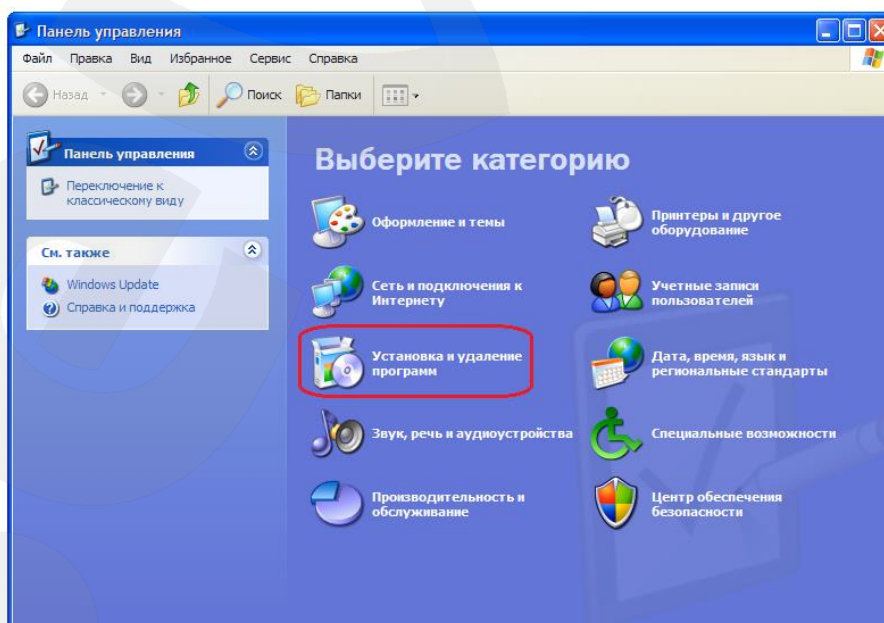 Панель управления
Файл Правка Вид Избранное Сервис Справка
Назад Поиск Папки
Панель управления
Переключение к
классическому виду
См. также
Windows Update
Справка и поддержка
Выберите категорию
Оформление и темы
Принтеры и другое
оборудование
Сеть и подключения к
Интернету
Учетные записи
пользователей
Установка и удаление
программ
Дата, время, язык и
региональные стандарты
Звук, речь и аудиоустройства
Специальные возможности
Производительность и
обслуживание
Центр обеспечения
безопасности